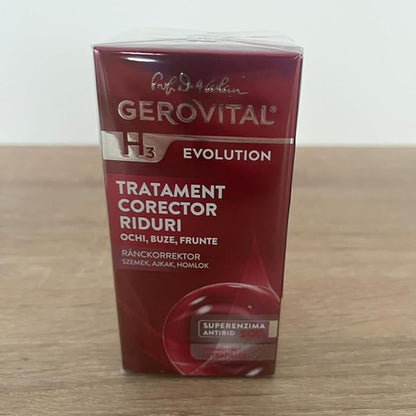 GEROVITAL®
H3 EVOLUTION
TRATAMENT
CORECTOR
RIDURI
OCHI, BUZE, FRUNTE
RÁNCKORREKTOR
SZEMEK, AJKAK, HOMLOK
SUPERENZIMA
ANTIRID